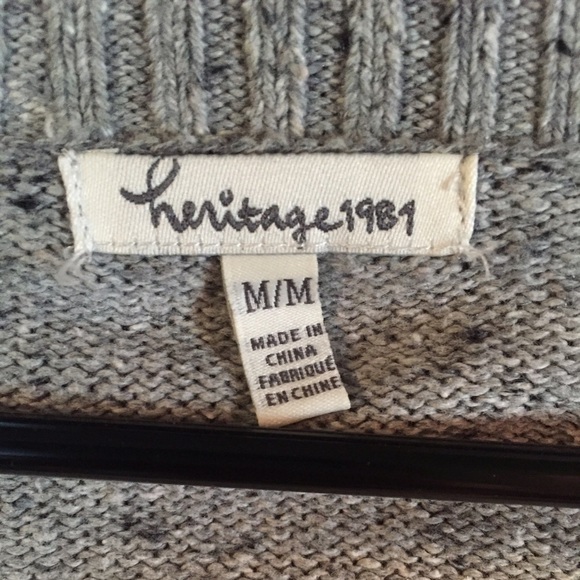 heritage1981
M/M
MADE IN
CHINA
FABRIQUÉ
EN CHINE